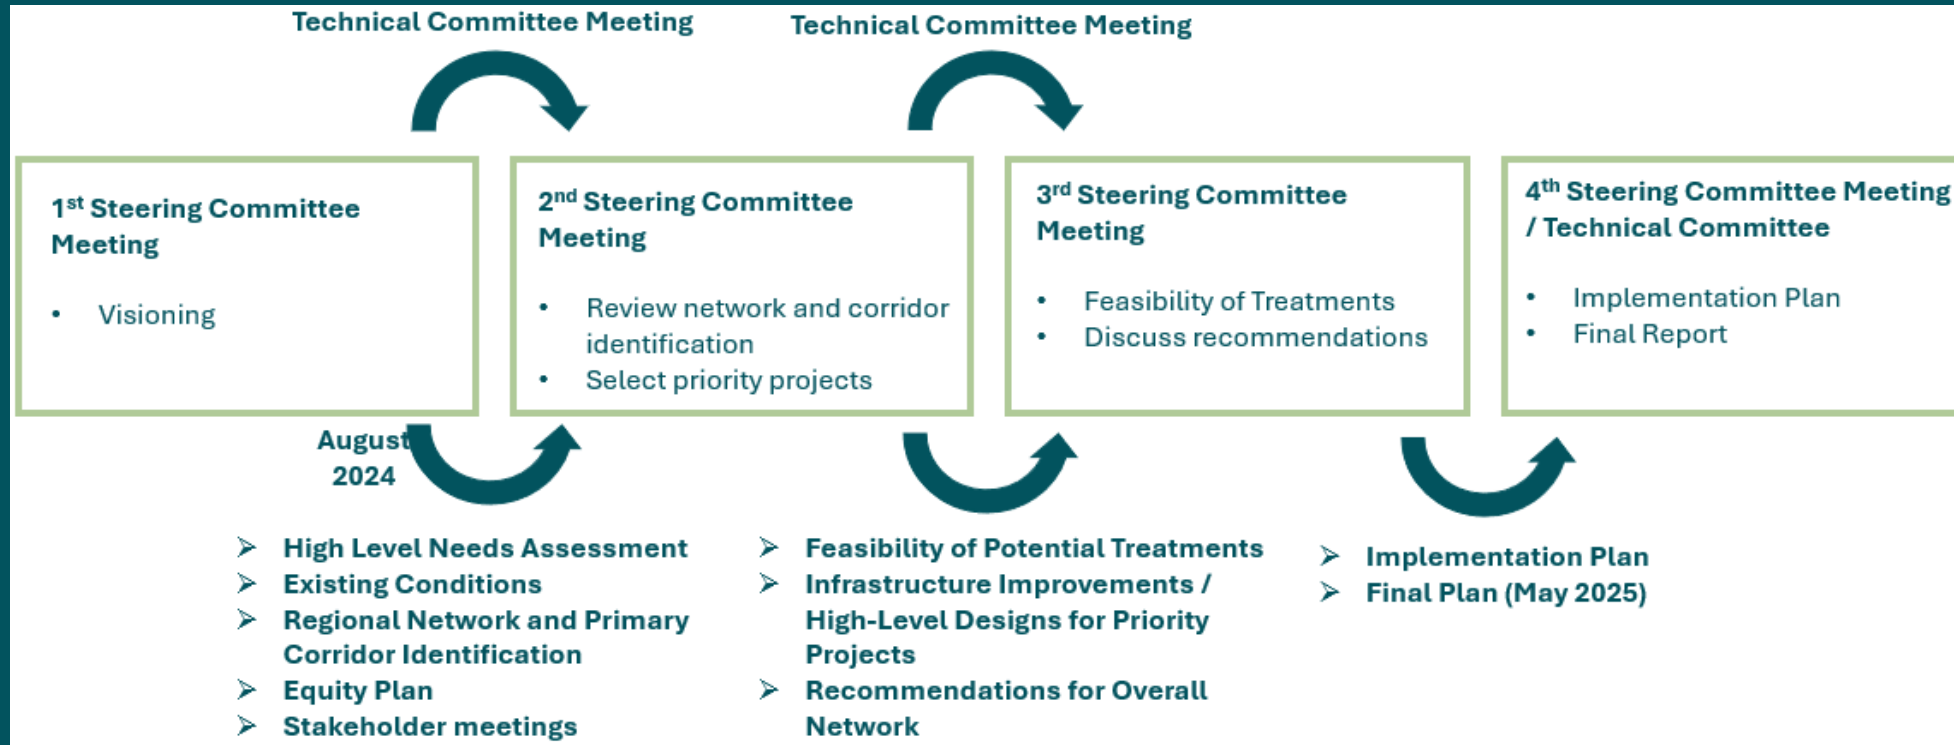 Technical Committee Meeting
Technical Committee Meeting
1st Steering Committee
Meeting
• Visioning
2nd Steering Committee
Meeting
• Review network and corridor
identification
• Select priority projects
3rd Steering Committee
Meeting
• Feasibility of Treatments
• Discuss recommendations
4th Steering Committee Meeting
/ Technical Committee
• Implementation Plan
• Final Report
August
2024
➢ High Level Needs Assessment
➢ Existing Conditions
➢ Regional Network and Primary
Corridor Identification
➢ Equity Plan
➢ Stakeholder meetings
➢ Feasibility of Potential Treatments
➢ Infrastructure Improvements /
High-Level Designs for Priority
Projects
➢ Recommendations for Overall
Network
➢ Implementation Plan
➢ Final Plan (May 2025)